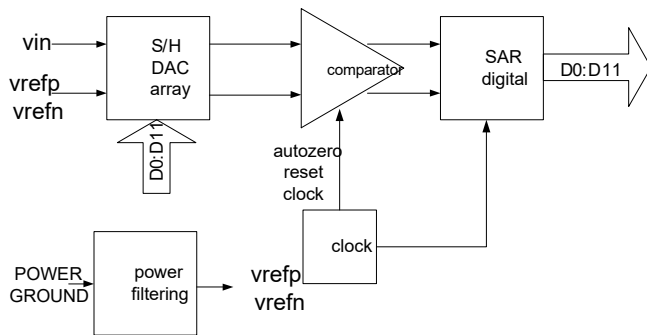 vin
vrefp
vrefn
S/H
DAC
array
D0:D11
comparator
SAR
digital
D0:D11
autozero
reset
clock
clock
POWER
GROUND
power
filtering
vrefp
vrefn